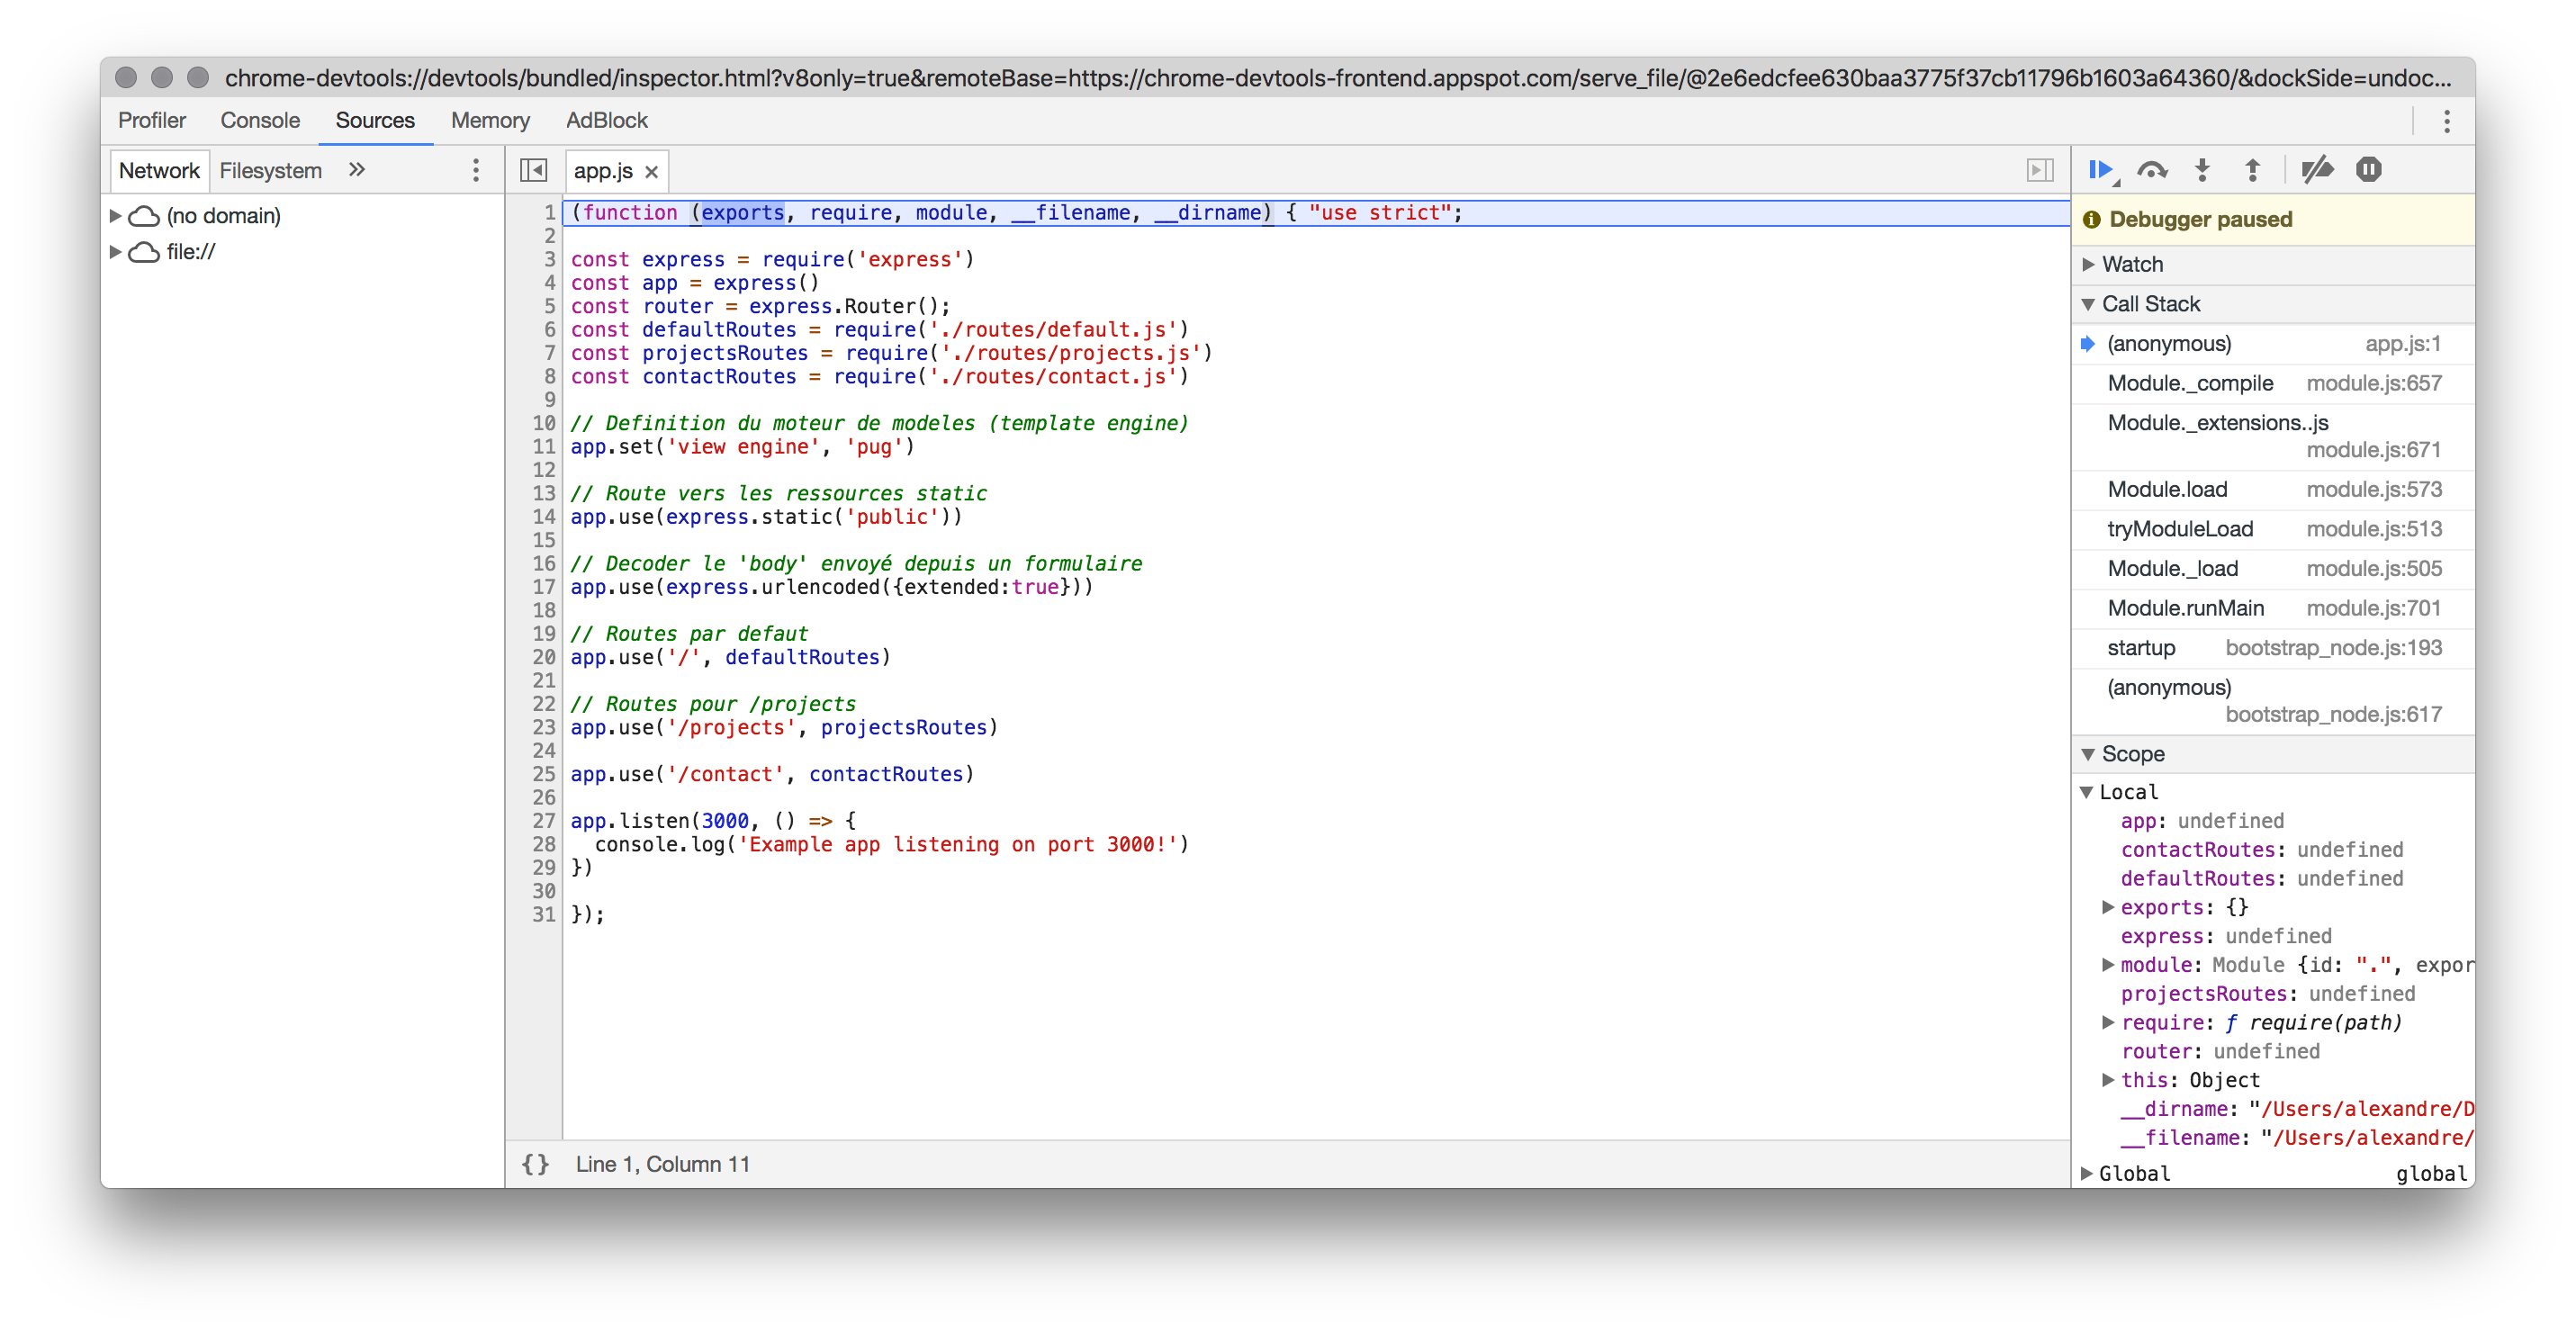 chrome-devtools://devtools/bundled/inspector.html?v8only=true&remoteBase=https://chrome-devtools-frontend.appspot.com/serve_file/@2e6edcfee630baa3775f37cb11796b1603a64360/&dockSide=undoc...
Profiler Console Sources Memory AdBlock
Network Filesystem »
app.js ×
(no domain)
file://
1 (function (exports, require, module, __filename, __dirname) { "use strict";
2
3 const express = require('express')
4 const app = express()
5 const router = express.Router();
6 const defaultRoutes = require('./routes/default.js')
7 const projectsRoutes = require('./routes/projects.js')
8 const contactRoutes = require('./routes/contact.js')
9
10 // Definition du moteur de modeles (template engine)
11 app.set('view engine', 'pug')
12
13 // Route vers les ressources static
14 app.use(express.static('public'))
15
16 // Decoder le 'body' envoyé depuis un formulaire
17 app.use(express.urlencoded({extended:true}))
18
19 // Routes par defaut
20 app.use('/', defaultRoutes)
21
22 // Routes pour /projects
23 app.use('/projects', projectsRoutes)
24
25 app.use('/contact', contactRoutes)
26
27 app.listen(3000, () => {
28   console.log('Example app listening on port 3000!')
29 })
30
31 });
{} Line 1, Column 11
Debugger paused
Watch
Call Stack
(anonymous) app.js:1
Module._compile module.js:657
Module._extensions..js
module.js:671
Module.load module.js:573
tryModuleLoad module.js:513
Module._load module.js:505
Module.runMain module.js:701
startup bootstrap_node.js:193
(anonymous)
bootstrap_node.js:617
Scope
Local
app: undefined
contactRoutes: undefined
defaultRoutes: undefined
exports: {}
express: undefined
module: Module {id: ".", expor
projectsRoutes: undefined
require: ƒ require(path)
router: undefined
this: Object
__dirname: "/Users/alexandre/D
__filename: "/Users/alexandre/
Global global